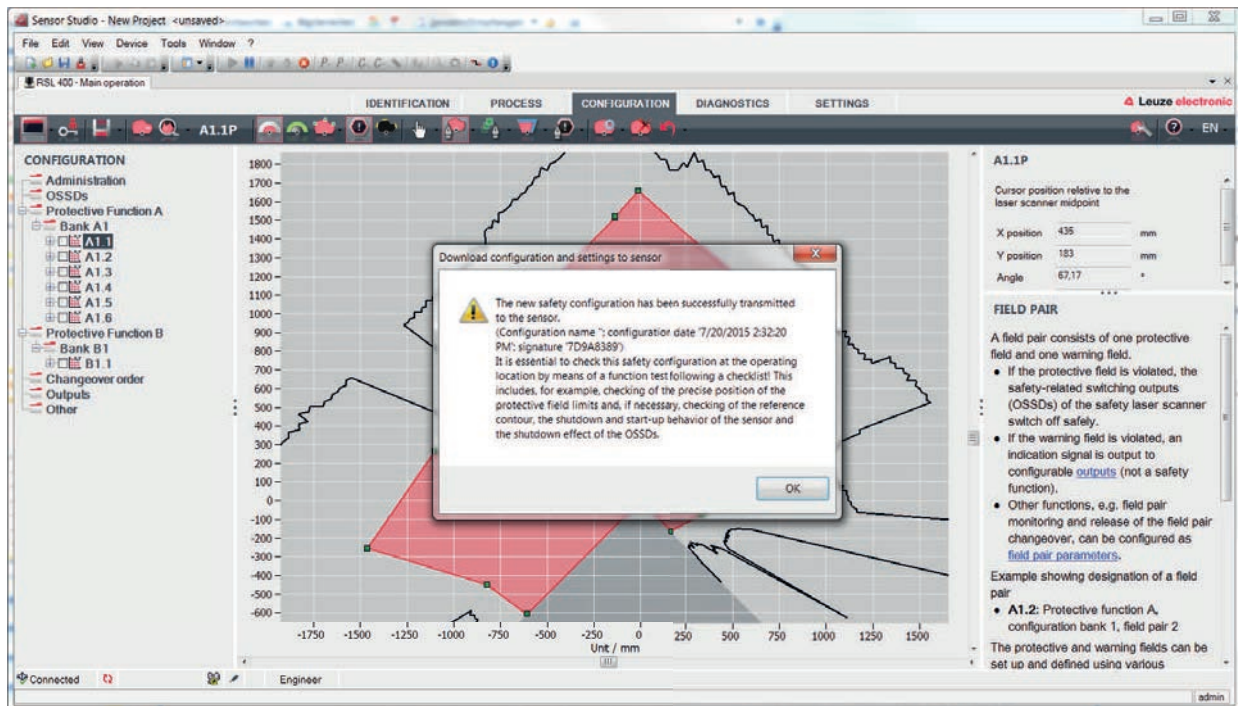 Sensor Studio - New Project <unsaved>
File Edit View Device Tools Window ?
RSL 400 - Main operation
IDENTIFICATION PROCESS CONFIGURATION DIAGNOSTICS SETTINGS
Leuze electronic
A1.1P
EN
CONFIGURATION
Administration
OSSDs
Protective Function A
Bank A1
A1.1
A1.2
A1.3
A1.4
A1.5
A1.6
Protective Function B
Bank B1
B1.1
Changeover order
Outputs
Other
1800
1700
1600
1500
1400
1300
1200
1100
1000
900
800
700
600
500
400
300
200
100
0
-100
-200
-300
-400
-500
-600
-1750 -1500 -1250 -1000 -750 -500 -250 0 250 500 750 1000 1250 1500
Unt / mm
Download configuration and settings to sensor
The new safety configuration has been successfully transmitted
to the sensor.
(Configuration name ''; configuration date '7/20/2015 2:32:20
PM'; signature '7D9A8389')
It is essential to check this safety configuration at the operating
location by means of a function test following a checklist! This
includes, for example, checking of the precise position of the
protective field limits and, if necessary, checking of the reference
contour, the shutdown and start-up behavior of the sensor and
the shutdown effect of the OSSDs.
OK
A1.1P
Cursor position reletive to the
laser scanner midpoint
X position 435 mm
Y position 183 mm
Angle 67,17 °
FIELD PAIR
A field pair consists of one protective
field and one warning field.
• If the protective field is violated, the
safety-related switching outputs
(OSSDs) of the safety laser scanner
switch off safely.
• If the warning field is violated, an
indication signal is output to
configurable outputs (not a safety
function).
• Other functions, e.g. field pair
monitoring and release of the field pair
changeover, can be configured as
field pair parameters.
Example showing designation of a field
pair
• A1.2: Protective function A,
configuration bank 1, field pair 2
The protective and warning fields can be
set up and defined using various
Connected
Engineer
admin